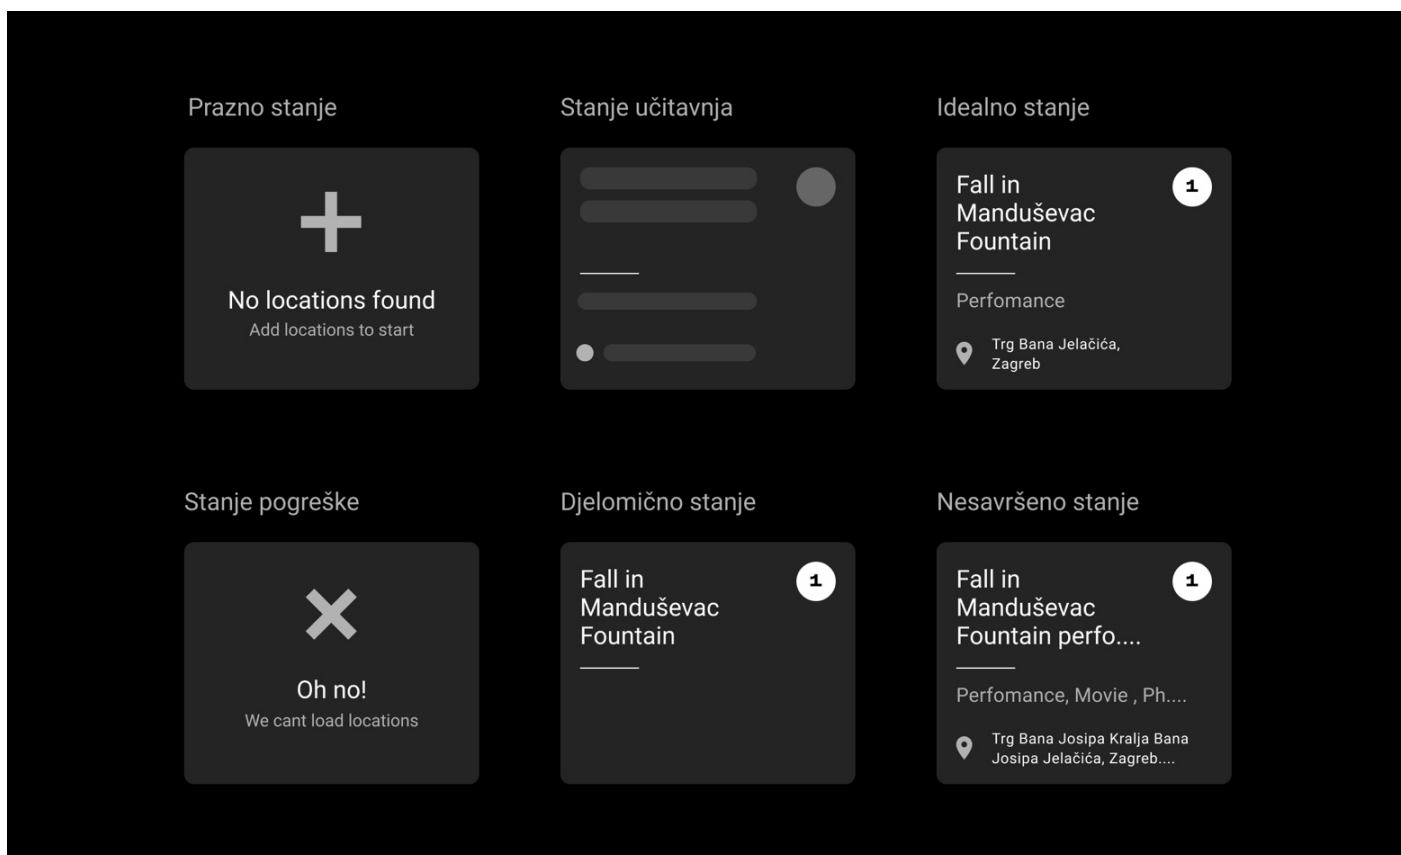 Prazno stanje
Stanje učitavnja
Idealno stanje
No locations found
Add locations to start
Fall in
Manduševac
Fountain
1
Perfomance
Trg Bana Jelačića,
Zagreb
Stanje pogreške
Djelomično stanje
Nesavršeno stanje
Oh no!
We cant load locations
Fall in
Manduševac
Fountain
1
Fall in
Manduševac
Fountain perfo....
1
Perfomance, Movie , Ph....
Trg Bana Josipa Kralja Bana
Josipa Jelačića, Zagreb....